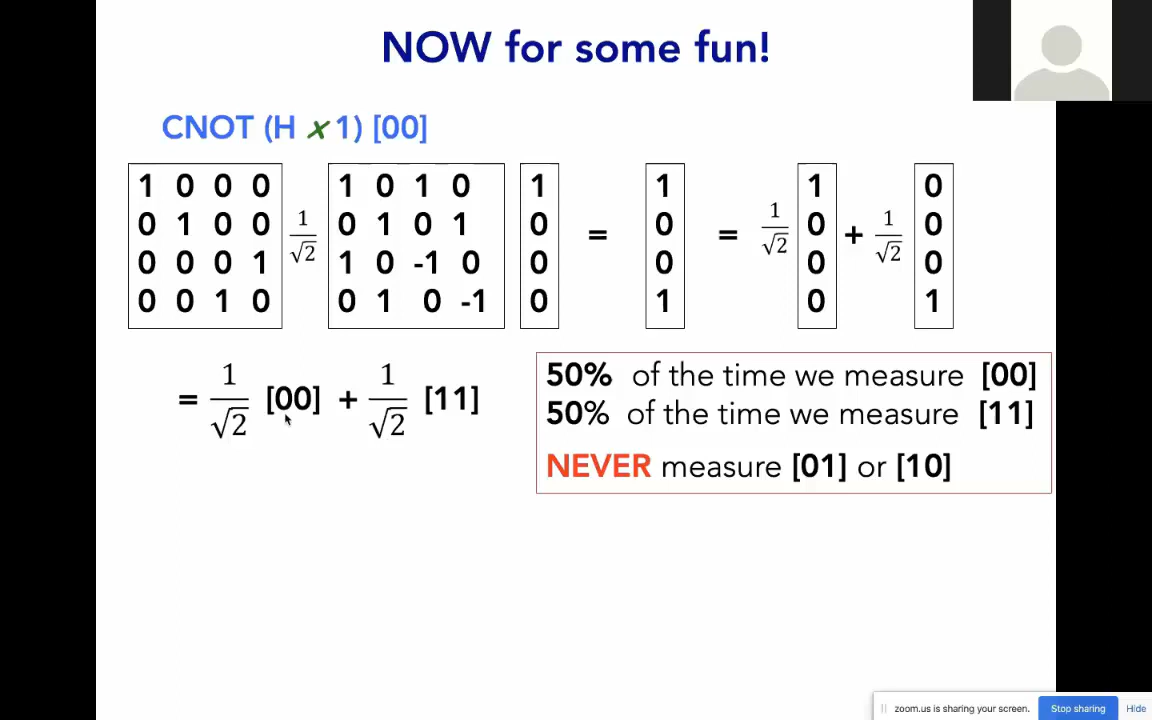 NOW for some fun!
CNOT (H x 1) [00]
1 0 0 0   1 0 1 0   1   1   1   0
0 1 0 0 1/√2 0 1 0 1   0   0 1/√2 0 + 1/√2 0
0 0 0 1   1 0 -1 0   0 = 0 = 0   0
0 0 1 0   0 1 0 -1   0   1   0   1
= 1/√2 [00] + 1/√2 [11]
50% of the time we measure [00]
50% of the time we measure [11]
NEVER measure [01] or [10]
zoom.us is sharing your screen. Stop sharing Hide